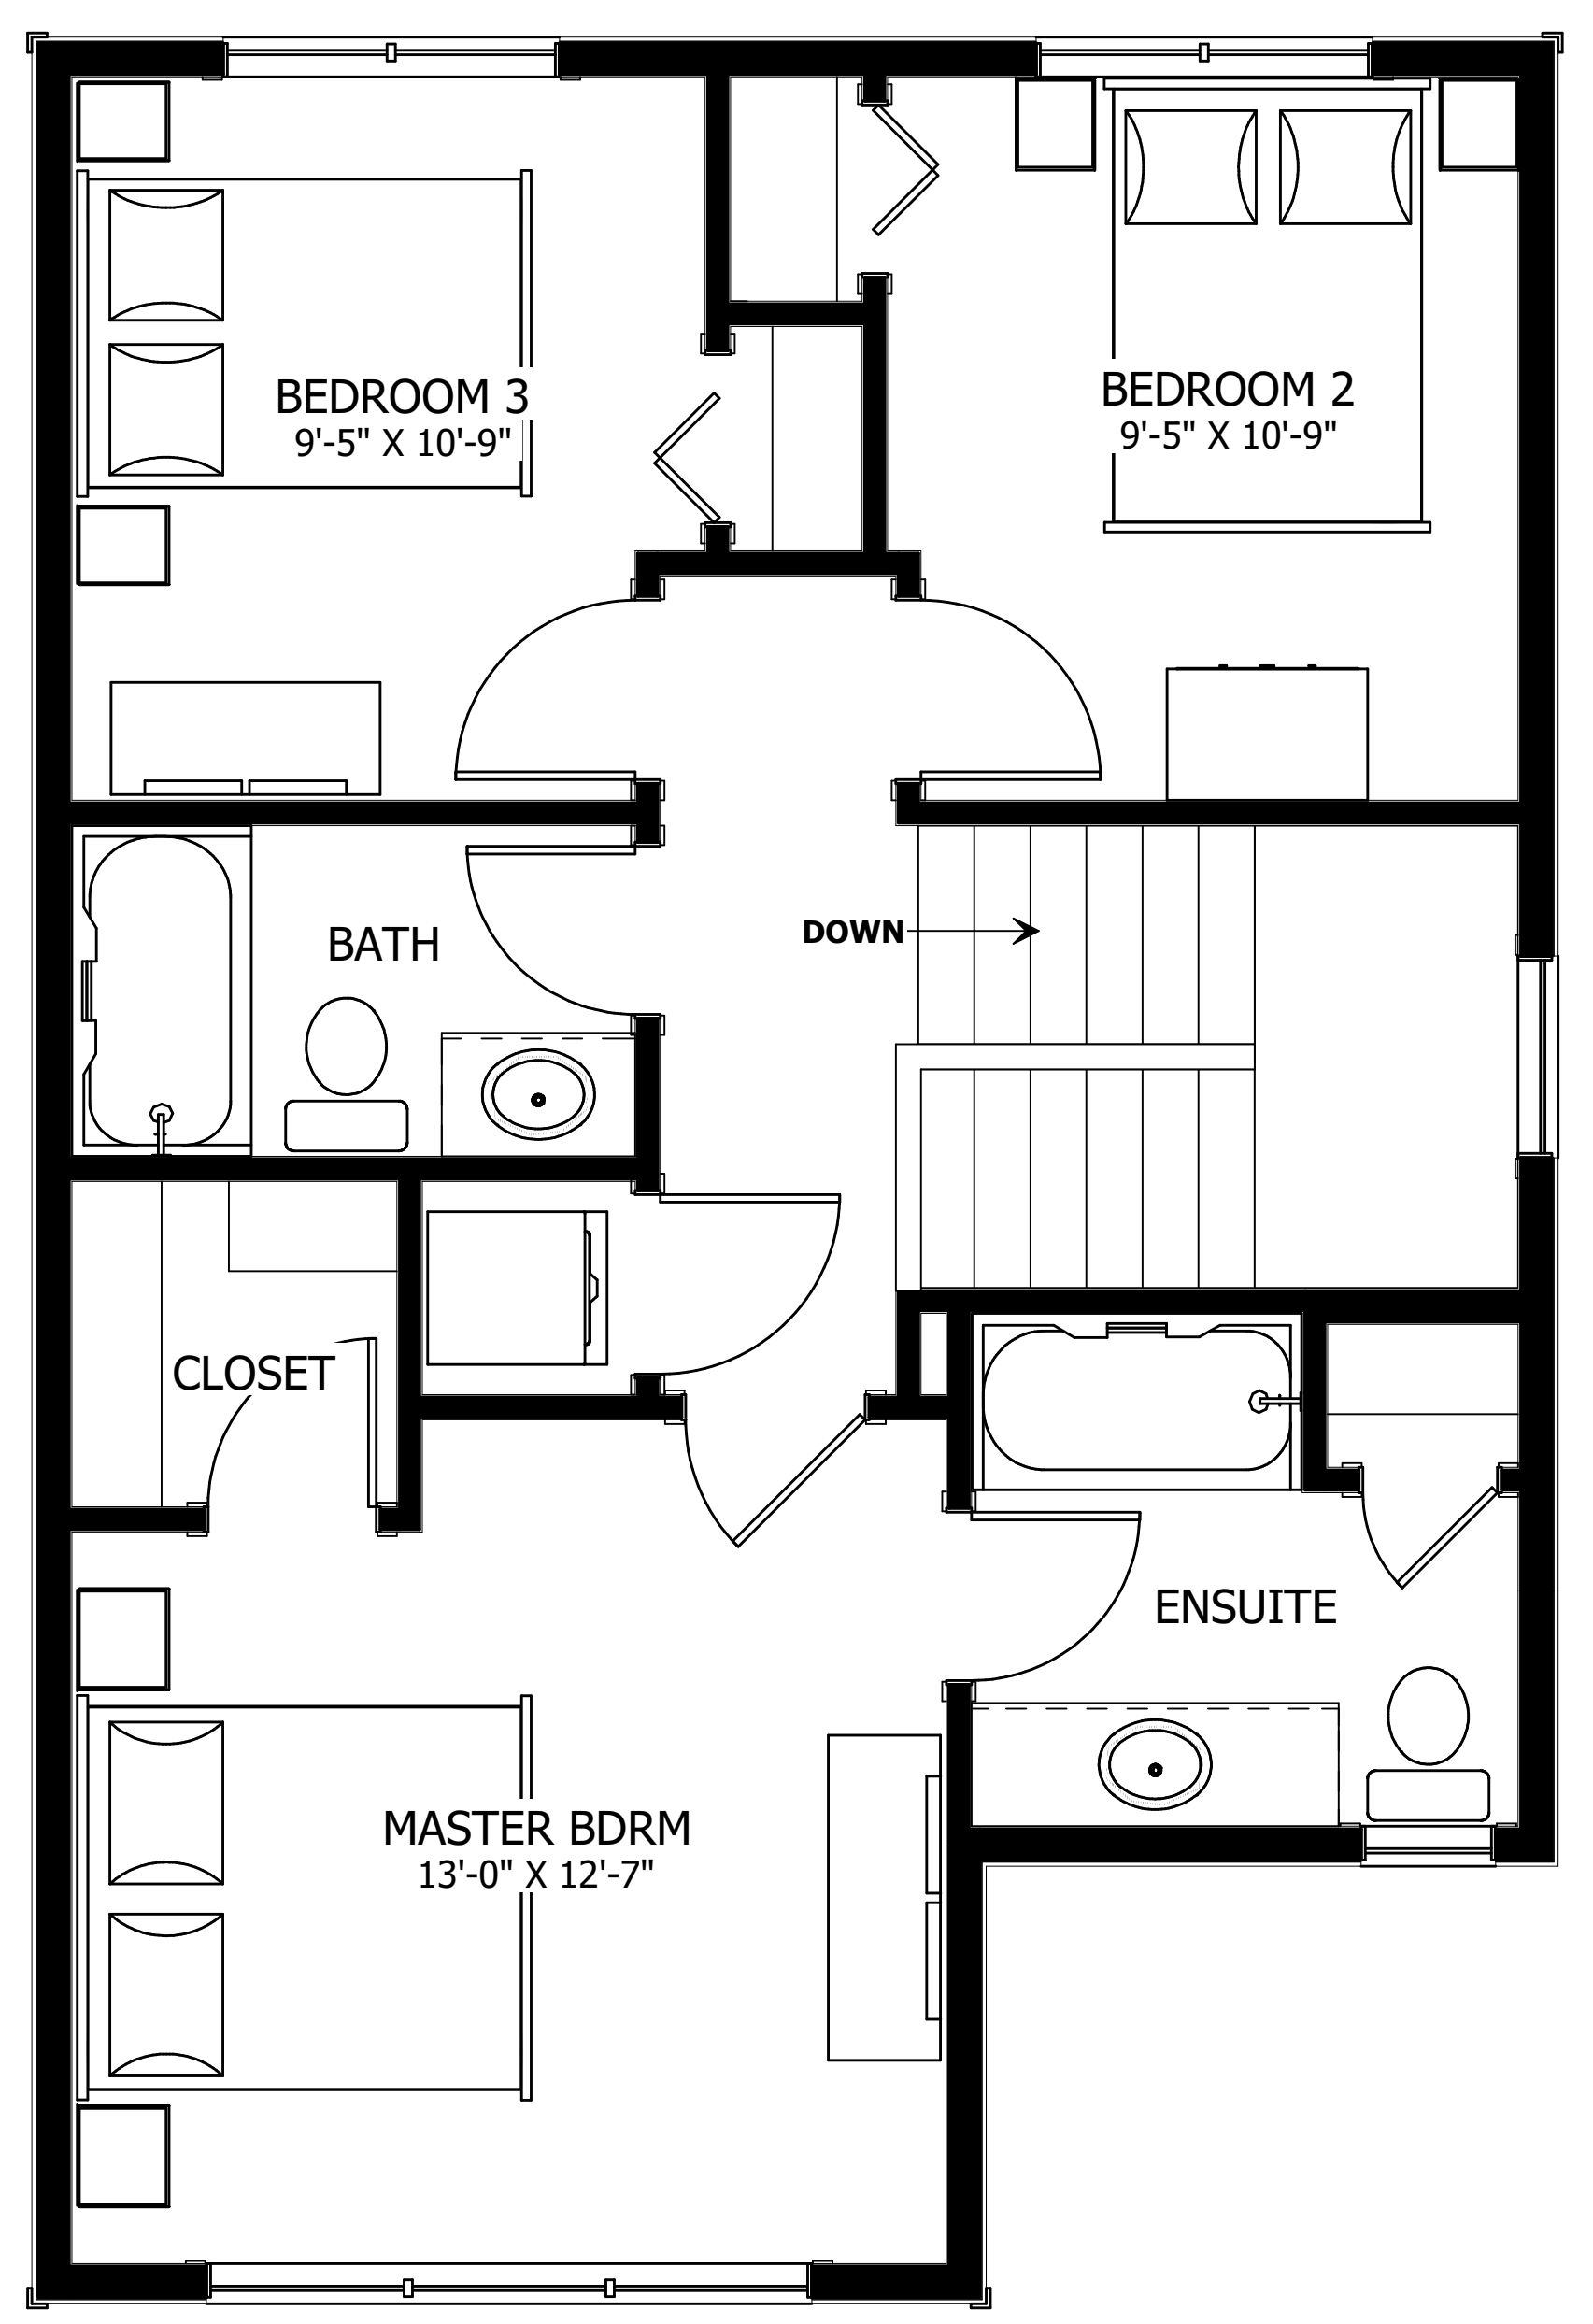 BEDROOM 3
9'-5" X 10'-9"
BEDROOM 2
9'-5" X 10'-9"
BATH
DOWN
CLOSET
ENSUITE
MASTER BDRM
13'-0" X 12'-7"